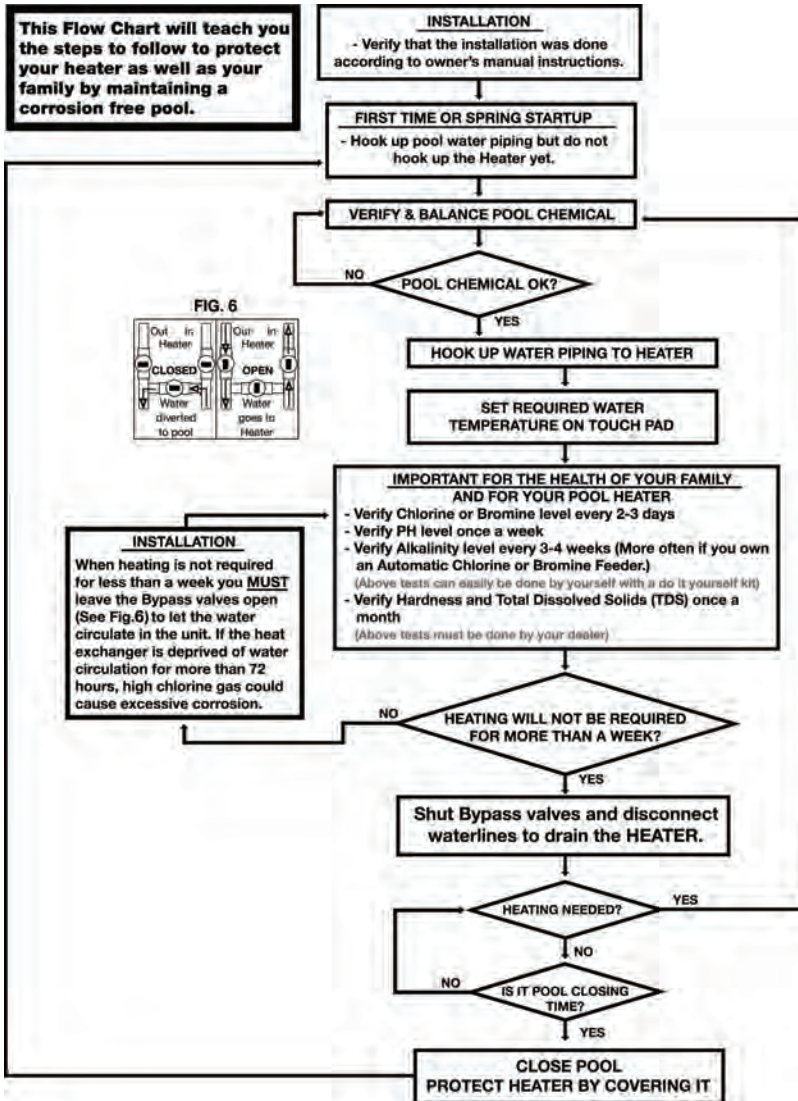 This Flow Chart will teach you
the steps to follow to protect
your heater as well as your
family by maintaining a
corrosion free pool.
INSTALLATION
- Verify that the installation was done
according to owner's manual instructions.
FIRST TIME OR SPRING STARTUP
- Hook up pool water piping but do not
hook up the Heater yet.
VERIFY & BALANCE POOL CHEMICAL
NO
POOL CHEMICAL OK?
YES
FIG. 6
Out In
Heater
CLOSED
Water
diverted
to pool
Out In
Heater
OPEN
Water
goes to
Heater
HOOK UP WATER PIPING TO HEATER
SET REQUIRED WATER
TEMPERATURE ON TOUCH PAD
IMPORTANT FOR THE HEALTH OF YOUR FAMILY
AND FOR YOUR POOL HEATER
- Verify Chlorine or Bromine level every 2-3 days
- Verify PH level once a week
- Verify Alkalinity level every 3-4 weeks (More often if you own
an Automatic Chlorine or Bromine Feeder.)
(Above tests can easily be done by yourself with a do it yourself kit)
- Verify Hardness and Total Dissolved Solids (TDS) once a
month
(Above tests must be done by your dealer)
INSTALLATION
When heating is not required
for less than a week you MUST
leave the Bypass valves open
(See Fig.6) to let the water
circulate in the unit. If the heat
exchanger is deprived of water
circulation for more than 72
hours, high chlorine gas could
cause excessive corrosion.
NO
HEATING WILL NOT BE REQUIRED
FOR MORE THAN A WEEK?
YES
Shut Bypass valves and disconnect
waterlines to drain the HEATER.
HEATING NEEDED?
YES
NO
NO
IS IT POOL CLOSING
TIME?
YES
CLOSE POOL
PROTECT HEATER BY COVERING IT